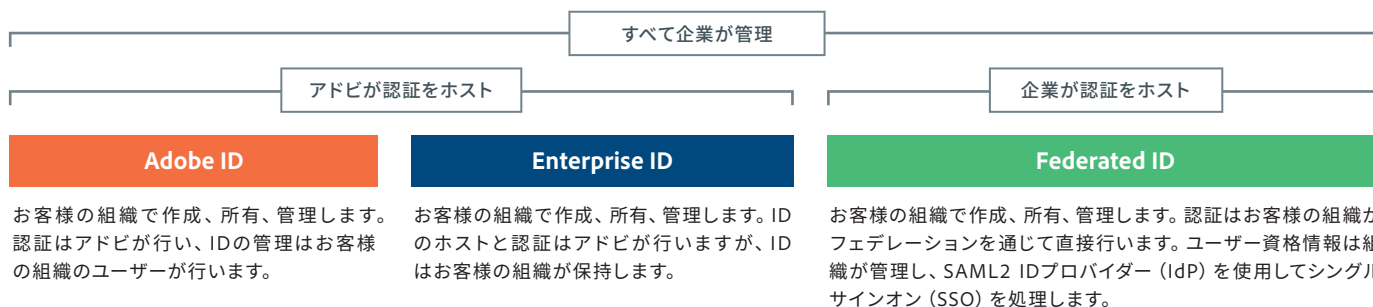 すべて企業が管理
アドビが認証をホスト
企業が認証をホスト
Adobe ID
お客様の組織で作成、所有、管理します。
認証はアドビが行い、IDの管理はお客様
の組織のユーザーが行います。
Enterprise ID
お客様の組織で作成、所有、管理します。ID
のホストと認証はアドビが行いますが、ID
はお客様の組織が保持します。
Federated ID
お客様の組織で作成、所有、管理します。認証はお客様の組織が
フェデレーションを通じて直接行います。ユーザー資格情報は組
織が管理し、SAML2 IDプロバイダー（IdP）を使用してシングル
サインオン（SSO）を処理します。